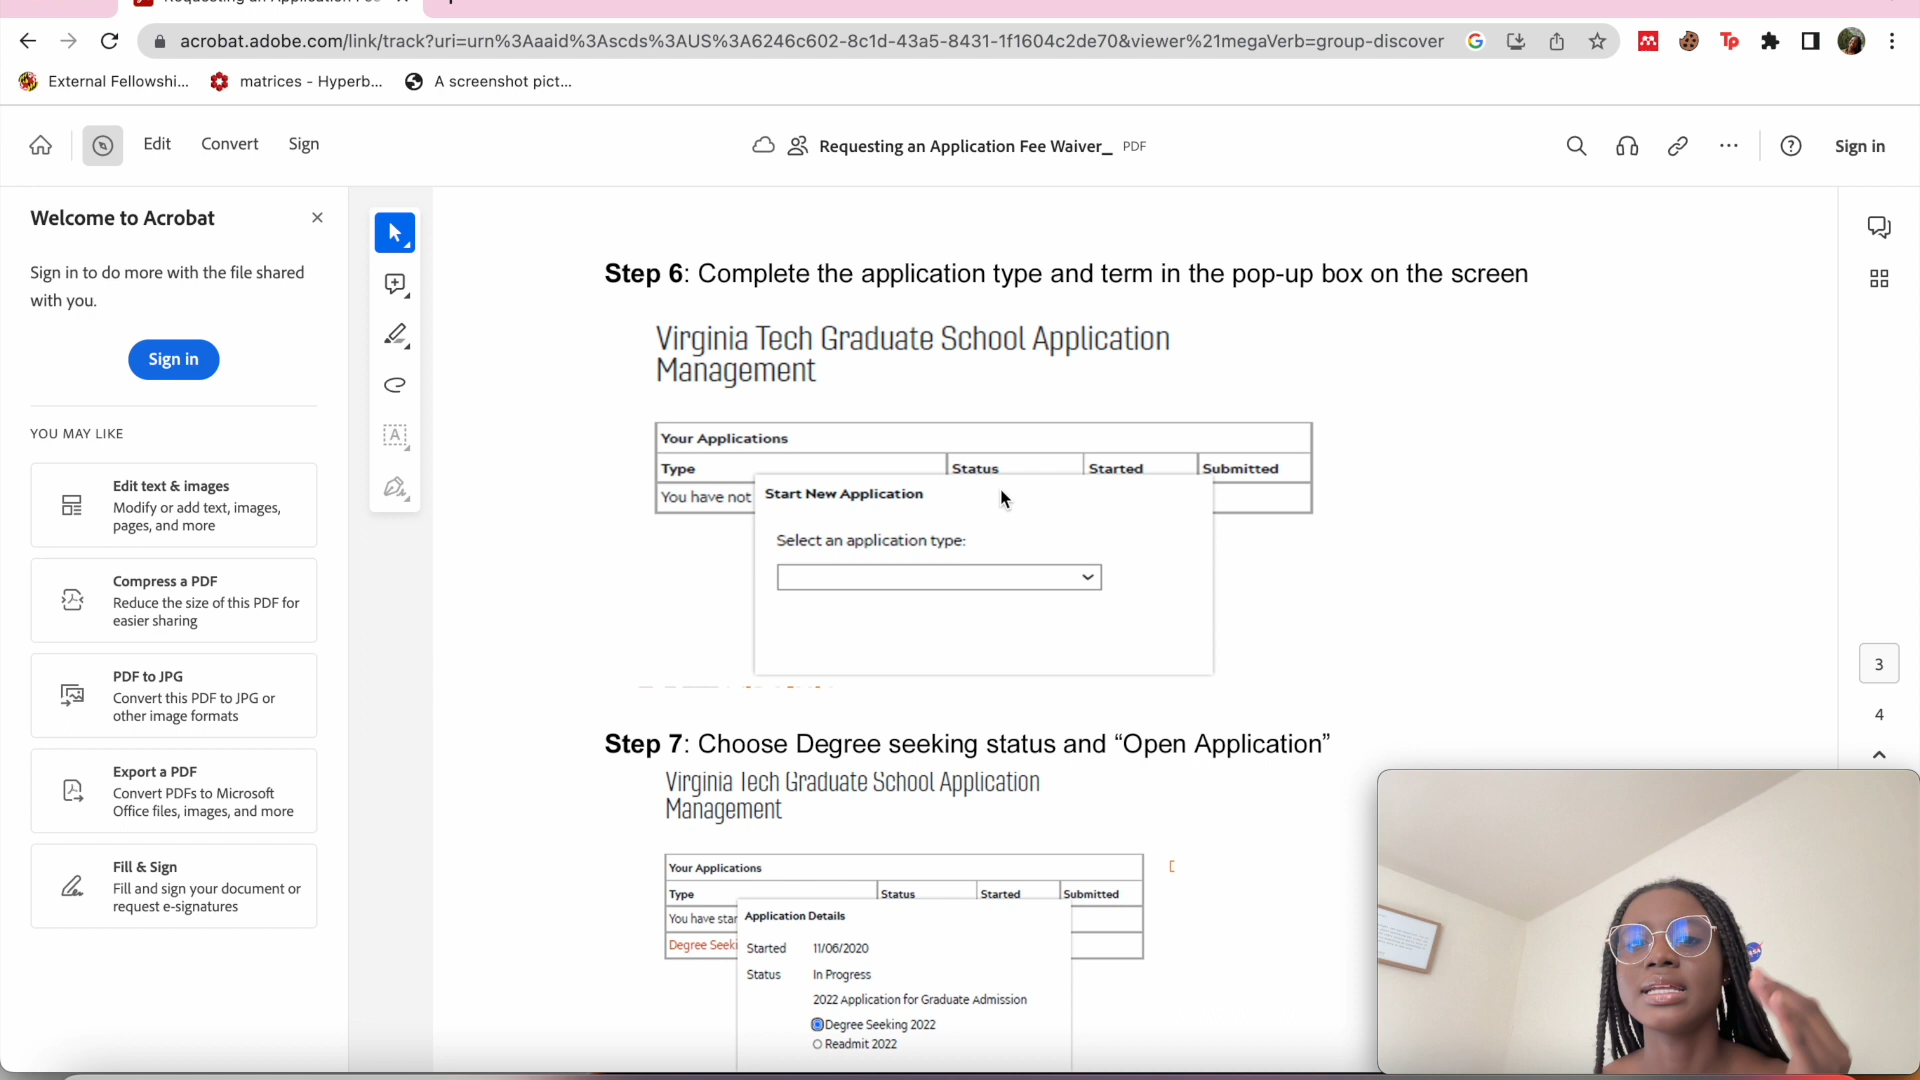 acrobat.adobe.com/link/track?uri=urn%3Aaaid%3Ascds%3AUS%3A6246c602-8c1d-43a5-8431-1f1604c2de70&viewer%21megaVerb=group-discover
External Fellowshi...
matrices - Hyperb...
A screenshot pict...
Edit
Convert
Sign
Requesting an Application Fee Waiver_ PDF
Sign in
Welcome to Acrobat
Sign in to do more with the file shared
with you.
Sign in
YOU MAY LIKE
Edit text & images
Modify or add text, images,
pages, and more
Compress a PDF
Reduce the size of this PDF for
easier sharing
PDF to JPG
Convert this PDF to JPG or
other image formats
Export a PDF
Convert PDFs to Microsoft
Office files, images, and more
Fill & Sign
Fill and sign your document or
request e-signatures
Step 6: Complete the application type and term in the pop-up box on the screen
Virginia Tech Graduate School Application
Management
Your Applications
Type Status Started Submitted
You have not
Start New Application
Select an application type:
Step 7: Choose Degree seeking status and “Open Application”
Virginia Tech Graduate School Application
Management
Your Applications
Type Status Started Submitted
You have star
Degree Seeki
Application Details
Started 11/06/2020
Status In Progress
2022 Application for Graduate Admission
Degree Seeking 2022
Readmit 2022
3
4